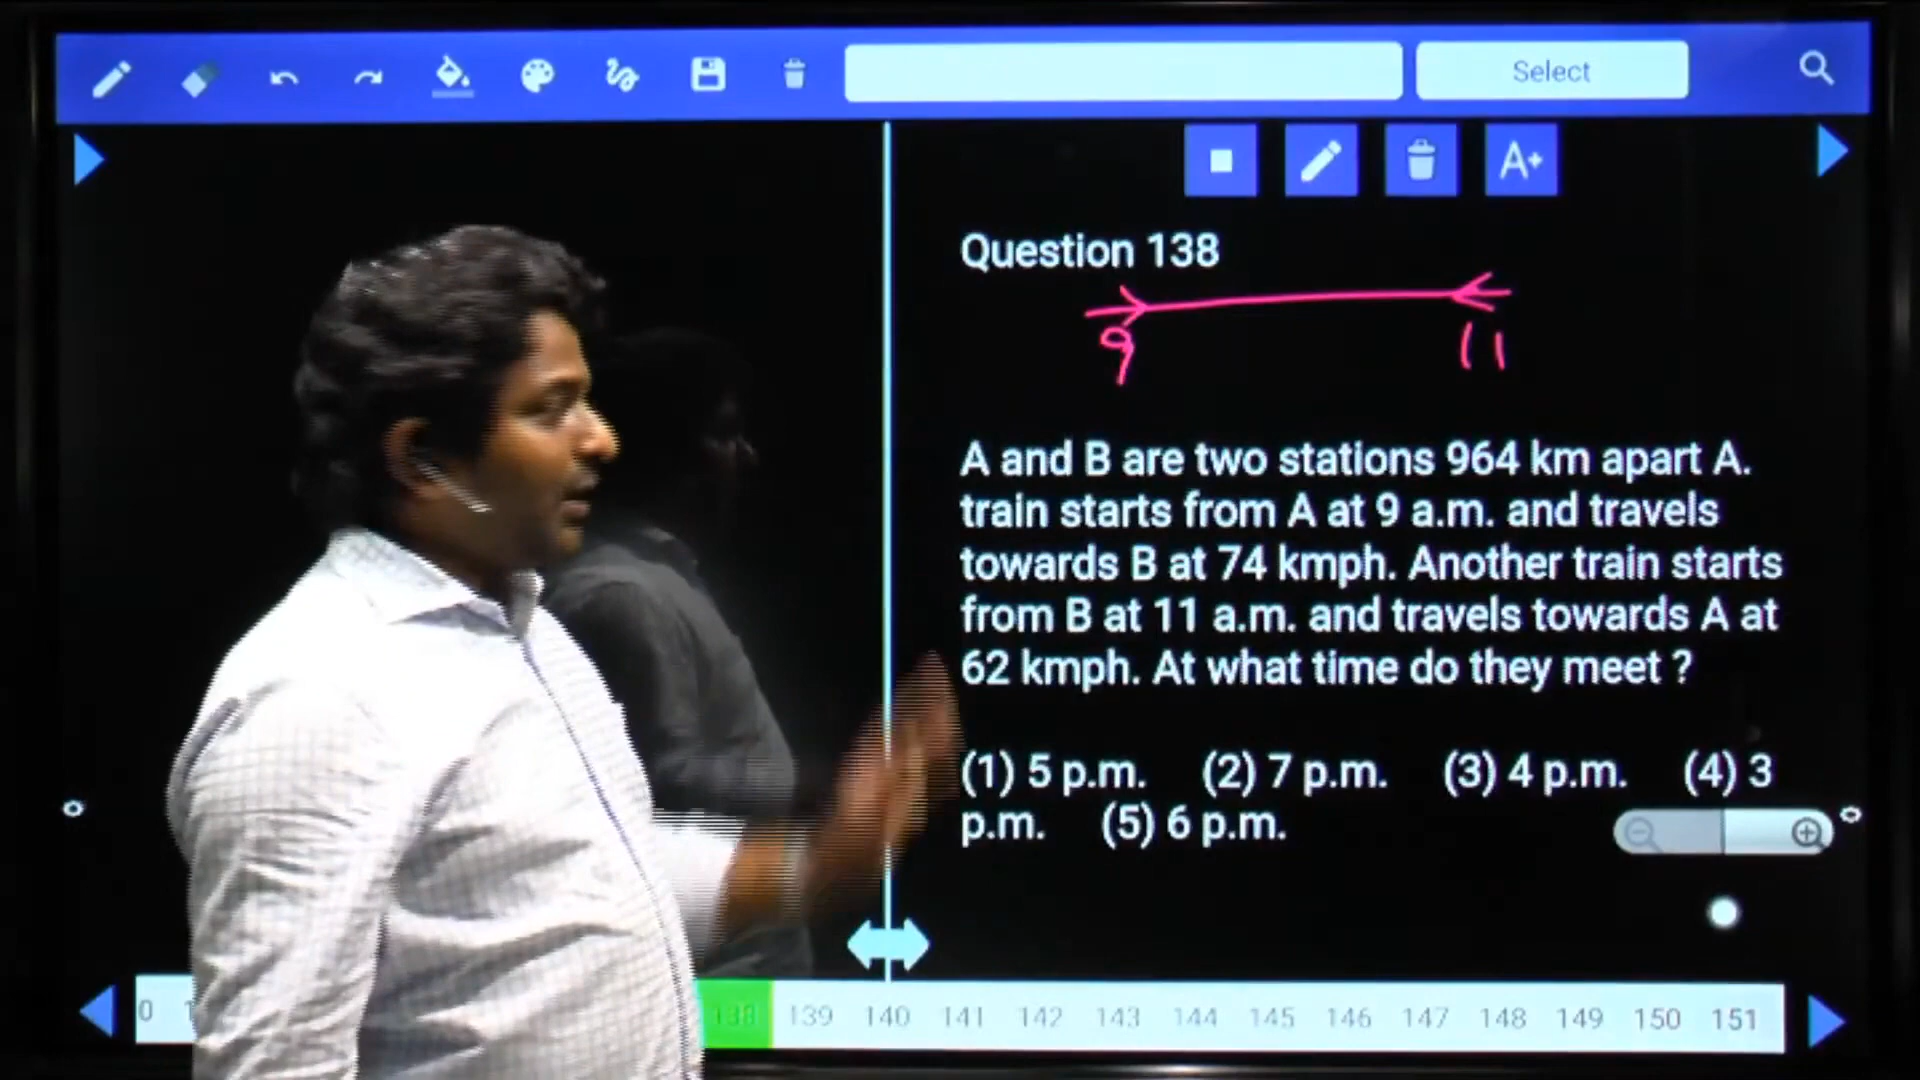 Select
A+
Question 138
9 11
A and B are two stations 964 km apart A.
train starts from A at 9 a.m. and travels
towards B at 74 kmph. Another train starts
from B at 11 a.m. and travels towards A at
62 kmph. At what time do they meet ?
(1) 5 p.m. (2) 7 p.m. (3) 4 p.m. (4) 3
p.m. (5) 6 p.m.
0 138 139 140 141 142 143 144 145 146 147 148 149 150 151